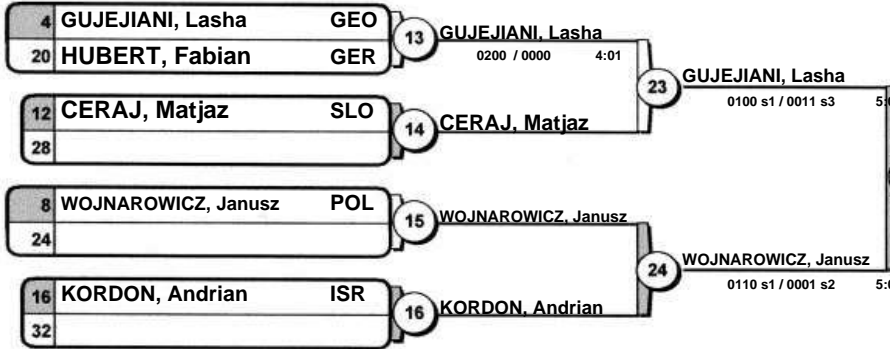 4 GUJEJIANI, Lasha GEO
20 HUBERT, Fabian GER
13
GUJEJIANI, Lasha
0200 / 0000 4:01
12 CERAJ, Matjaz SLO
28
14
CERAJ, Matjaz
23
GUJEJIANI, Lasha
0100 s1 / 0011 s3
8 WOJNAROWICZ, Janusz POL
24
15
WOJNAROWICZ, Janusz
16 KORDON, Andrian ISR
32
16
KORDON, Andrian
24
WOJNAROWICZ, Janusz
0110 s1 / 0001 s2